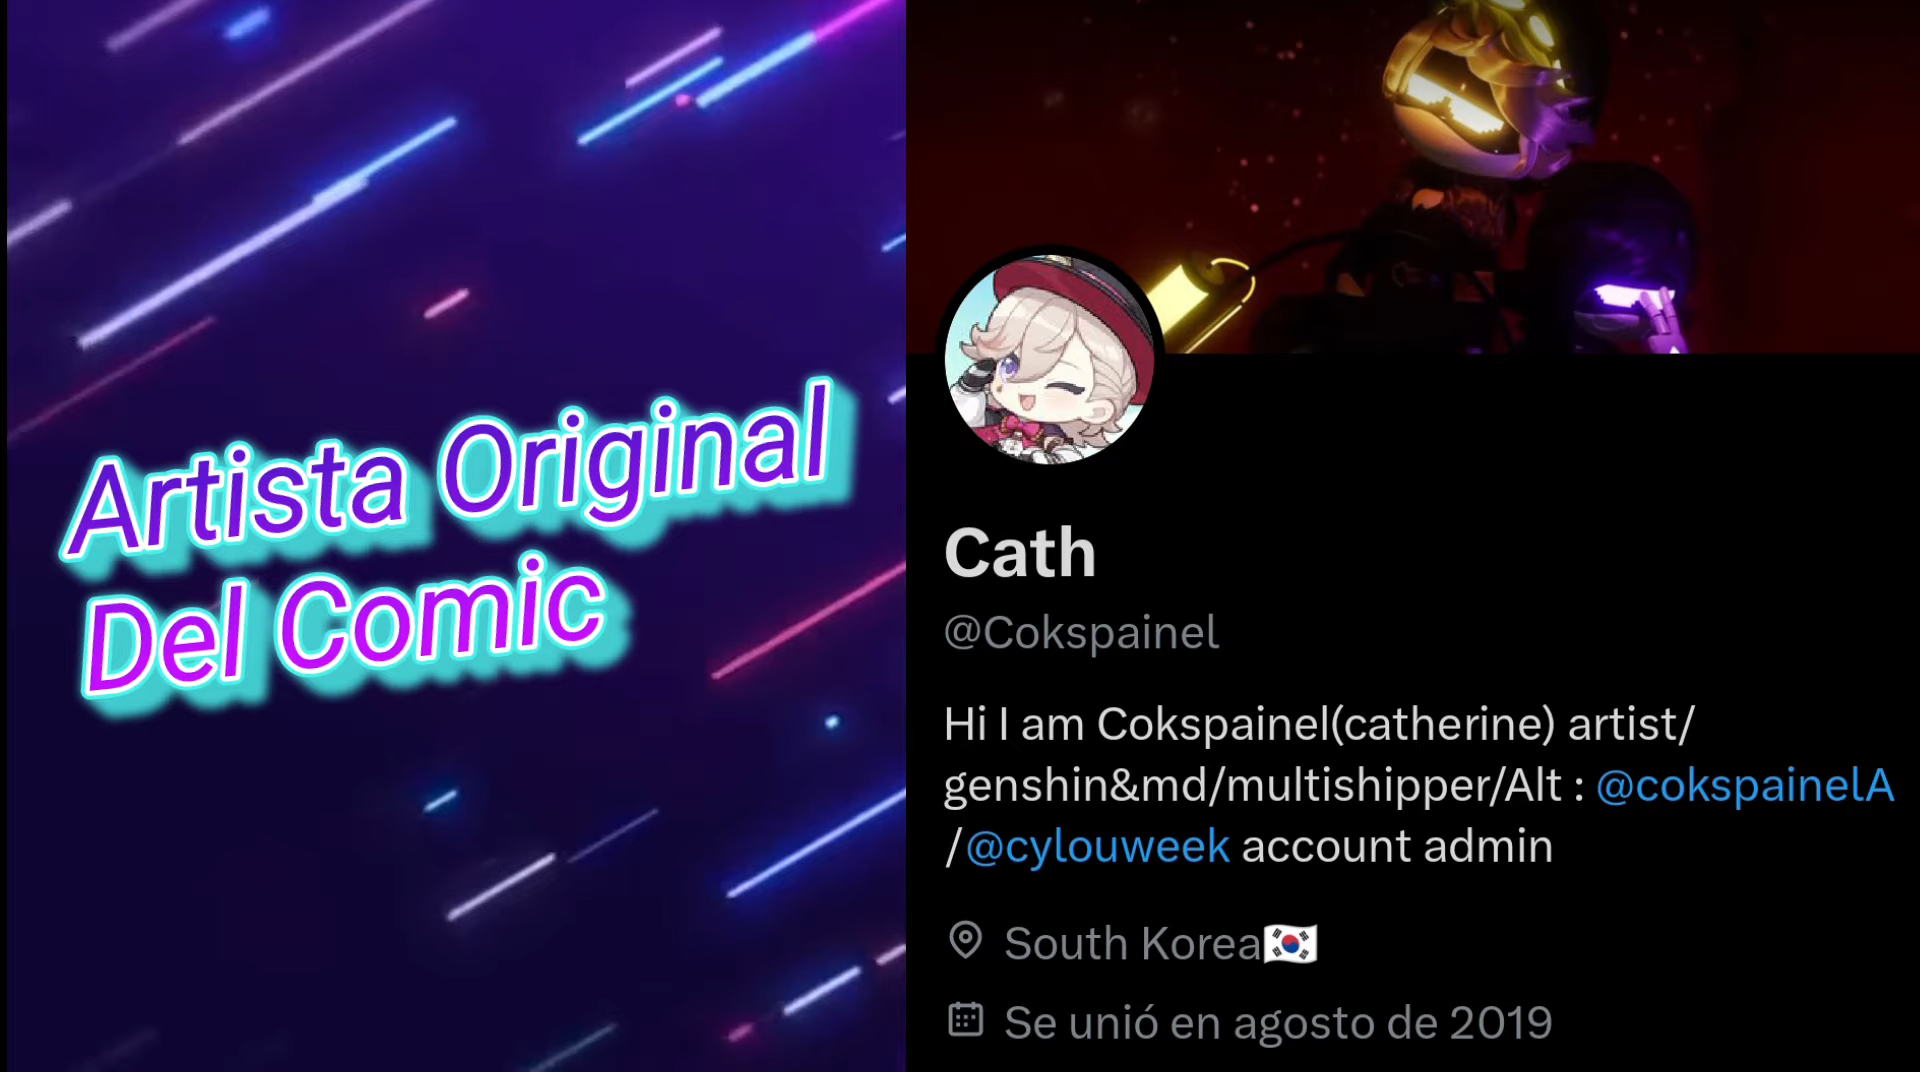 Artista Original
Del Comic
Cath
@Cokspainel
Hi I am Cokspainel(catherine) artist/
genshin&md/multishipper/Alt : @cokspainelA
/@cylouweek account admin
South Korea🇰🇷
Se unió en agosto de 2019